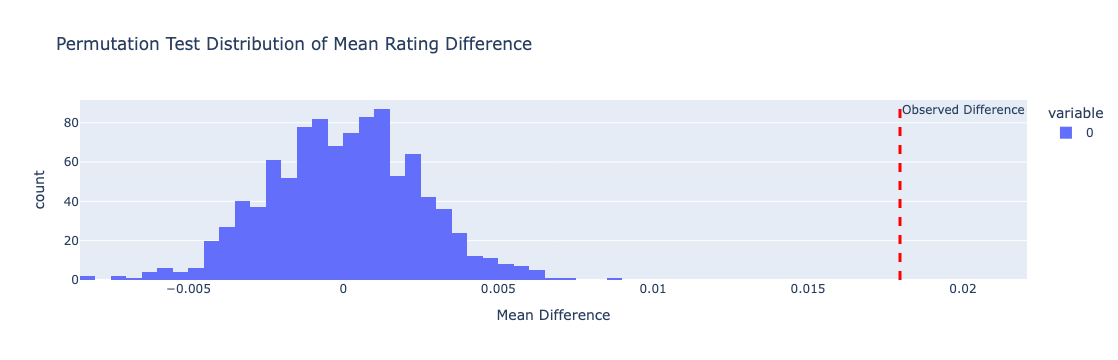 Permutation Test Distribution of Mean Rating Difference
Observed Difference
variable
0
80
60
40
20
0
count
−0.005
0
0.005
0.01
0.015
0.02
Mean Difference